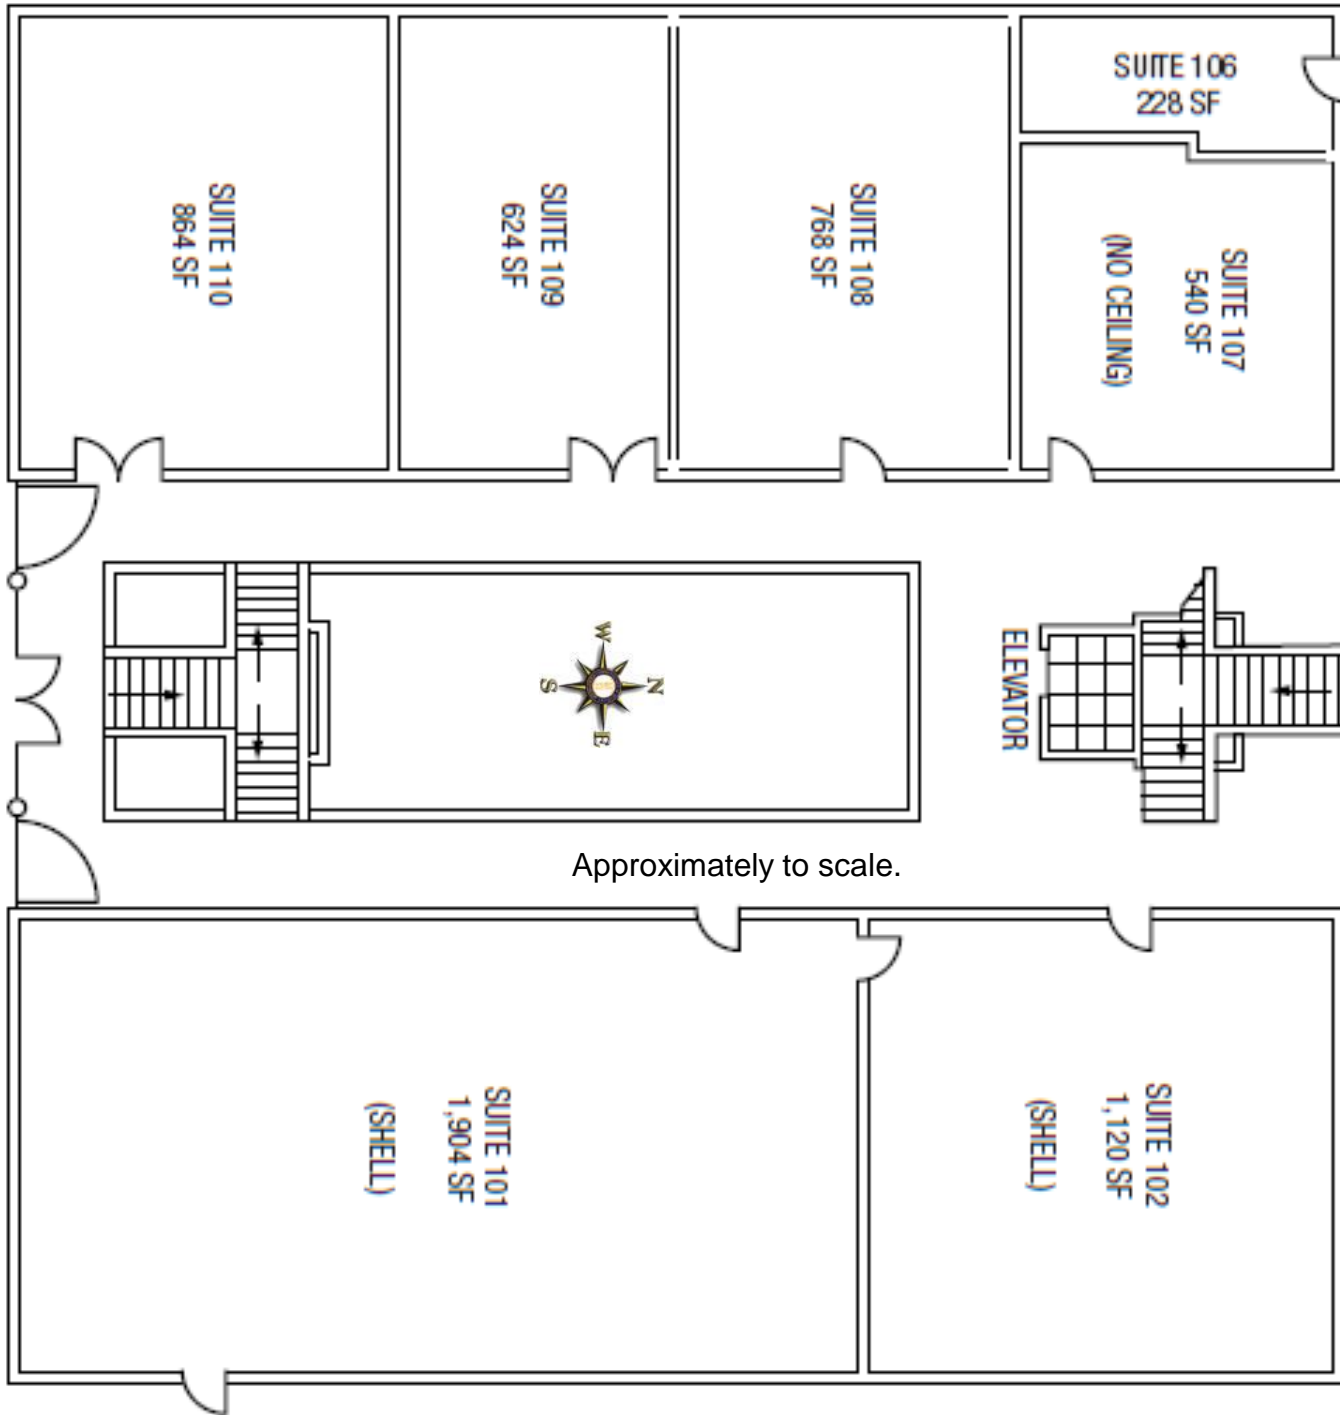 SUITE 106
228 SF
SUITE 110
864 SF
SUITE 109
624 SF
SUITE 108
768 SF
SUITE 107
540 SF
(NO CEILING)
W
N
S
E
ELEVATOR
Approximately to scale.
SUITE 101
1,904 SF
(SHELL)
SUITE 102
1,120 SF
(SHELL)